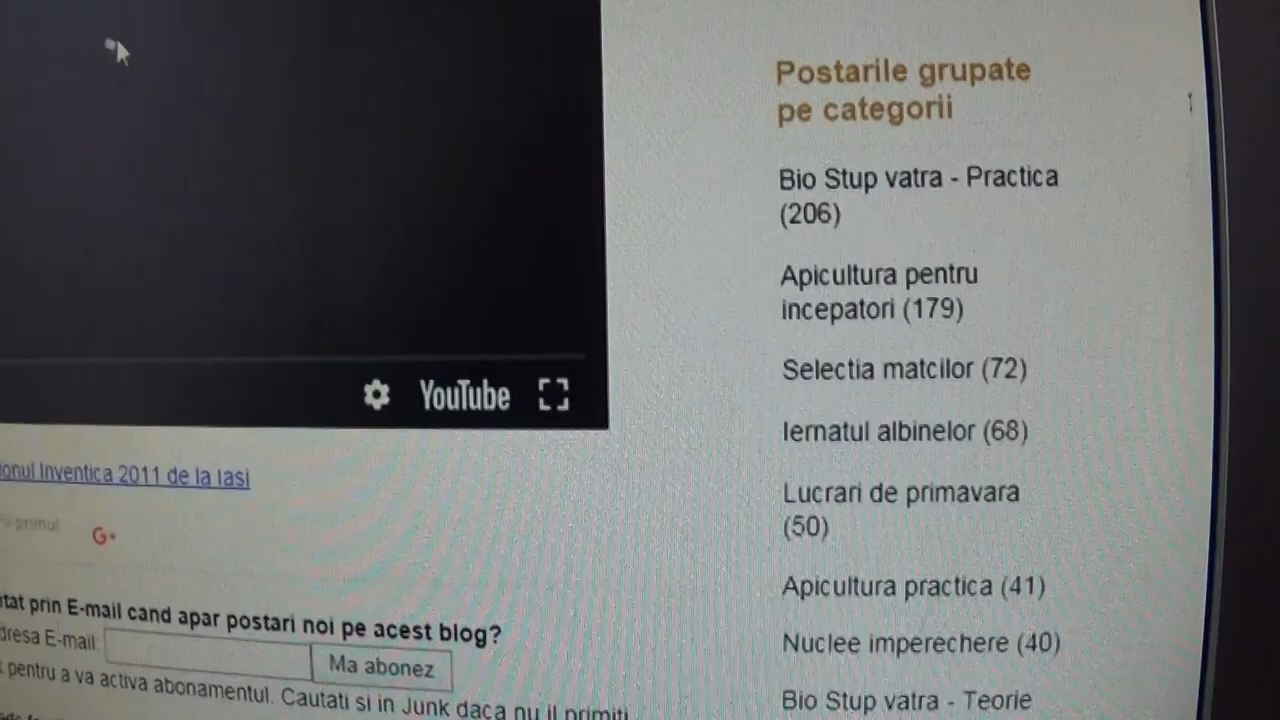 Postarile grupate
pe categorii
Bio Stup vatra - Practica
(206)
Apicultura pentru
incepatori (179)
Selectia matcilor (72)
Iernatul albinelor (68)
Lucrari de primavara
(50)
Apicultura practica (41)
Nuclee imperechere (40)
Bio Stup vatra - Teorie
YouTube
Inventica 2011 de la Iasi
primul
G+
prin E-mail cand apar postari noi pe acest blog?
E-mail:
Ma abonez
pentru a va activa abonamentul. Cautati si in Junk daca nu il primiti